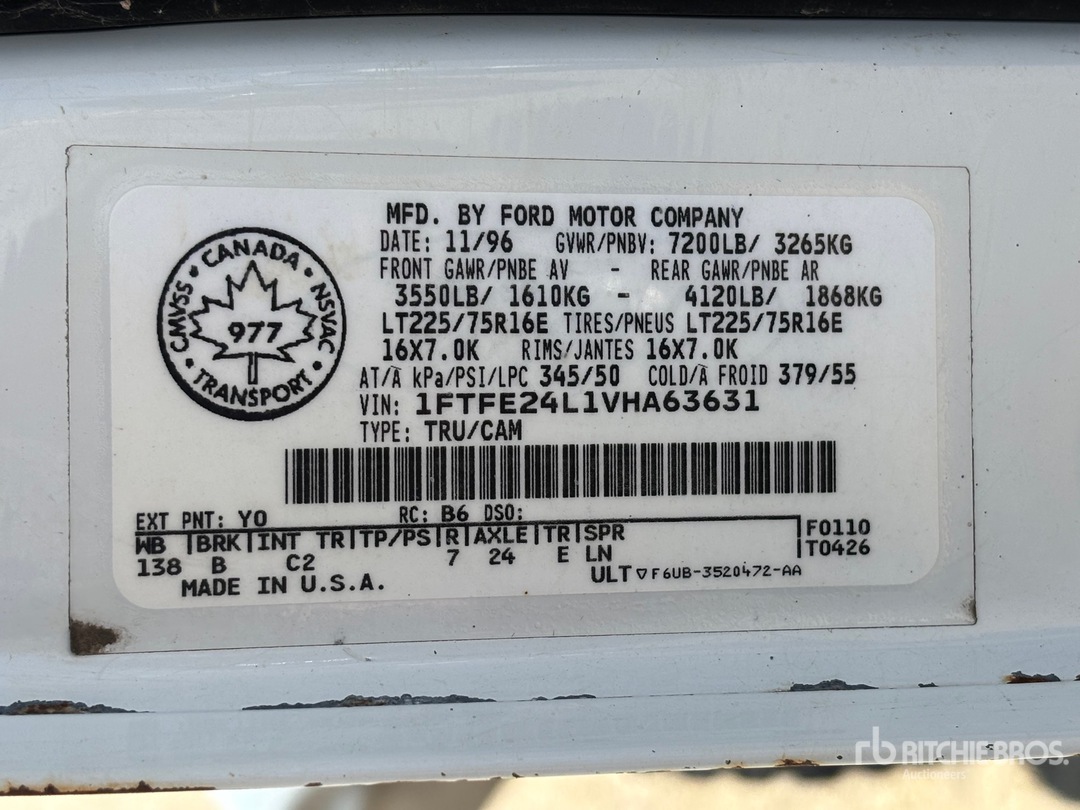 MFD. BY FORD MOTOR COMPANY
DATE: 11/96 GVWR/PNBV: 7200LB/ 3265KG
FRONT GAWR/PNBE AV - REAR GAWR/PNBE AR
3550LB/ 1610KG - 4120LB/ 1868KG
LT225/75R16E TIRES/PNEUS LT225/75R16E
16X7.0K RIMS/JANTES 16X7.0K
AT/À kPa/PSI/LPC 345/50 COLD/À FROID 379/55
VIN: 1FTFE24L1VHA63631
TYPE: TRU/CAM
CANADA
CMVSS • NSVAC
977
TRANSPORT
EXT PNT: YO RC: B6 DSO:
WB |BRK|INT TR|TP/PS|R|AXLE|TR|SPR F0110
138 B C2 7 24 E LN T0426
MADE IN U.S.A. ULT ▽ F6UB-3520472-AA
rb RITCHIE BROS.
Auctioneers